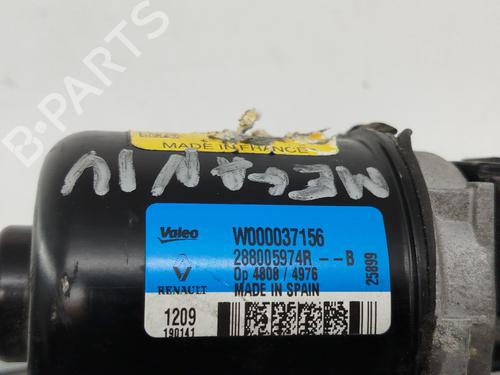 B-PARTS
MADE IN FRANCE
MEGAN IV
Valeo
W000037156
288005974R - - B
Op 4808 / 4976
25899
RENAULT
MADE IN SPAIN
1209
190141